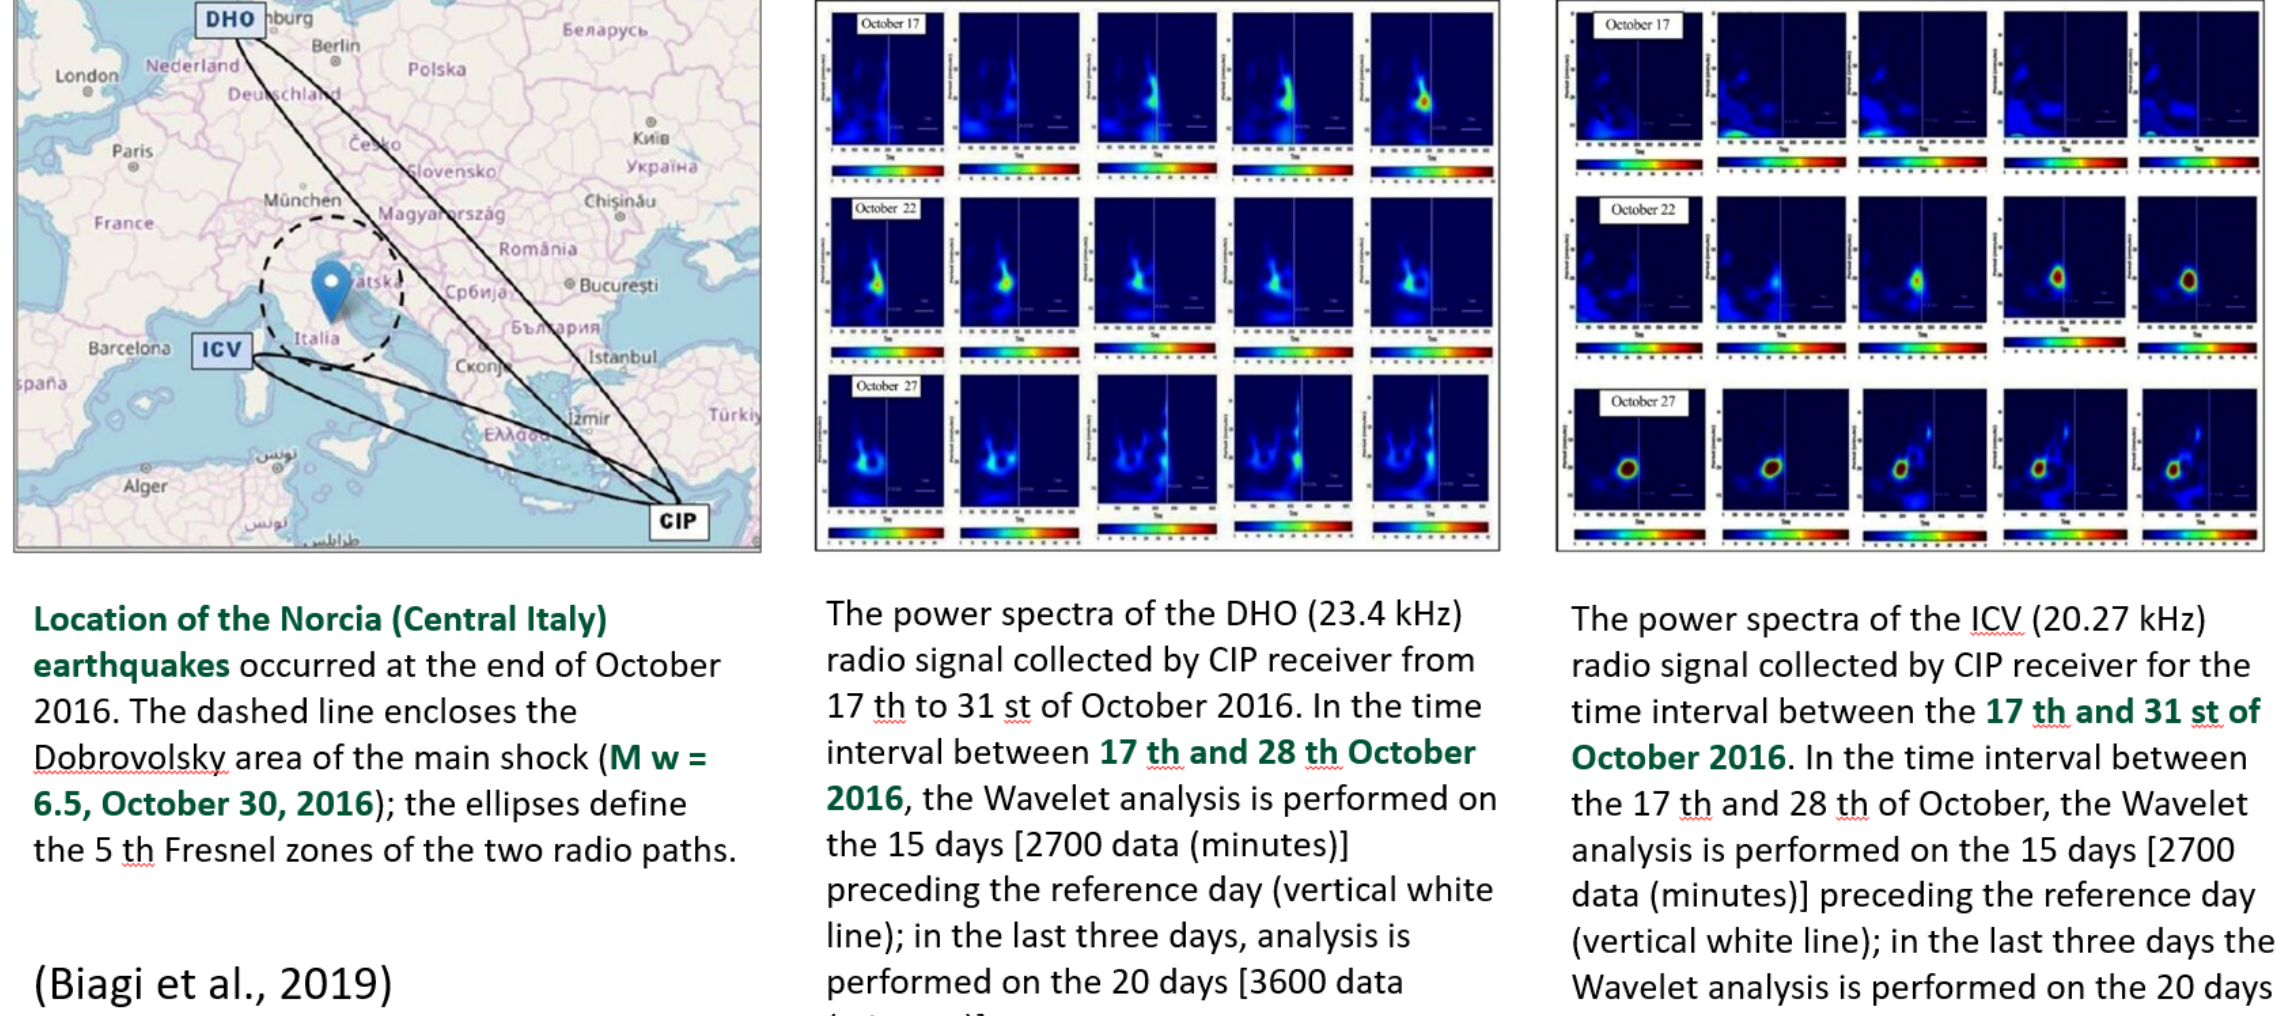 DHO
nburg
Berlin
Беларусь
London
Nederland
Polska
Deutschland
Київ
Česko
Україна
Paris
Slovensko
München
Chișinău
Magyarország
France
România
atska
Србија
București
България
Italia
ICV
Barcelona
Скопје
İstanbul
spaña
İzmir
Türkiy
Ελλάδα
تونس
Alger
CIP
تونس
طرابلس
October 17
October 22
October 27
October 17
October 22
October 27
Location of the Norcia (Central Italy)
earthquakes occurred at the end of October
2016. The dashed line encloses the
Dobrovolsky area of the main shock (M w =
6.5, October 30, 2016); the ellipses define
the 5 th Fresnel zones of the two radio paths.
(Biagi et al., 2019)
The power spectra of the DHO (23.4 kHz)
radio signal collected by CIP receiver from
17 th to 31 st of October 2016. In the time
interval between 17 th and 28 th October
2016, the Wavelet analysis is performed on
the 15 days [2700 data (minutes)]
preceding the reference day (vertical white
line); in the last three days, analysis is
performed on the 20 days [3600 data
The power spectra of the ICV (20.27 kHz)
radio signal collected by CIP receiver for the
time interval between the 17 th and 31 st of
October 2016. In the time interval between
the 17 th and 28 th of October, the Wavelet
analysis is performed on the 15 days [2700
data (minutes)] preceding the reference day
(vertical white line); in the last three days the
Wavelet analysis is performed on the 20 days